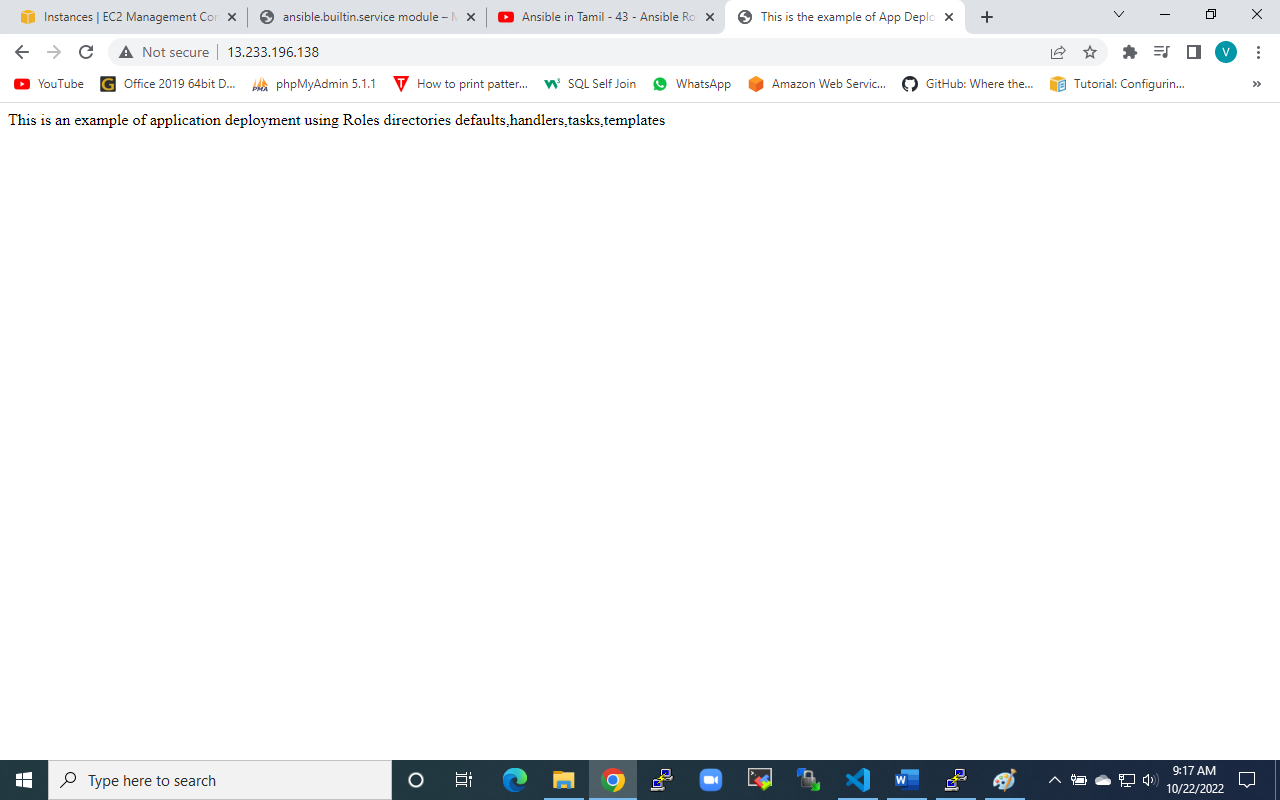 Instances | EC2 Management Con
ansible.builtin.service module – M
Ansible in Tamil - 43 - Ansible Ro
This is the example of App Deplo
Not secure
13.233.196.138
V
YouTube
Office 2019 64bit D...
phpMyAdmin 5.1.1
How to print patter...
SQL Self Join
WhatsApp
Amazon Web Servic...
GitHub: Where the...
Tutorial: Configurin...
This is an example of application deployment using Roles directories defaults,handlers,tasks,templates
Type here to search
9:17 AM
10/22/2022